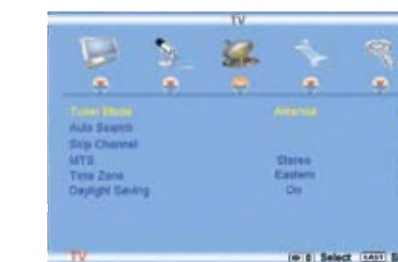 TV
Tuner Mode Antenna
Auto Search
Skip Channel
MTS Stereo
Time Zone Eastern
Daylight Saving On
TV Select